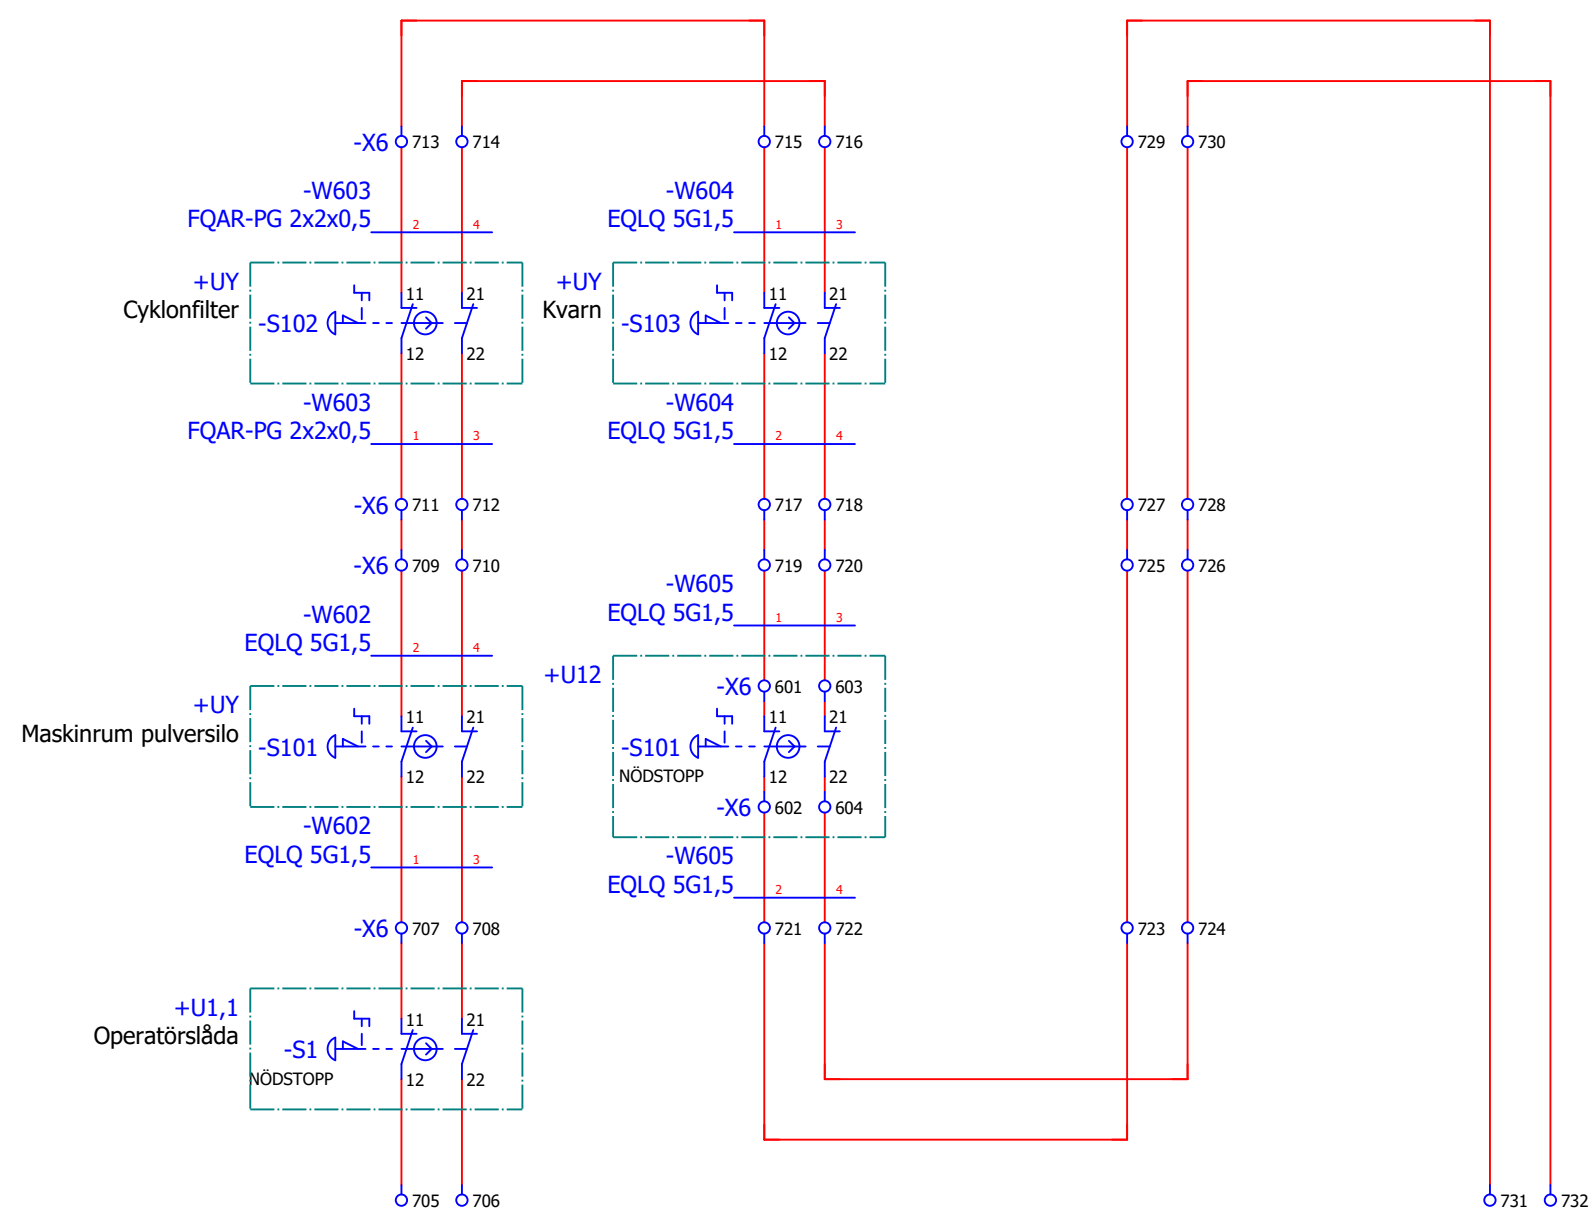 -X6 713 714 715 716 729 730
-W603
FQAR-PG 2x2x0,5 2 4
-W604
EQLQ 5G1,5 1 3
+UY
Cyklonfilter
-S102
11 21
12 22
+UY
Kvarn
-S103
11 21
12 22
-W603
FQAR-PG 2x2x0,5 1 3
-W604
EQLQ 5G1,5 2 4
-X6 711 712 717 718 727 728
-X6 709 710 719 720 725 726
-W602
EQLQ 5G1,5 2 4
-W605
EQLQ 5G1,5 1 3
+UY
Maskinrum pulversilo
-S101
11 21
12 22
+U12
-X6 601 603
11 21
-S101
NÖDSTOPP
12 22
-X6 602 604
-W602
EQLQ 5G1,5 1 3
-W605
EQLQ 5G1,5 2 4
-X6 707 708 721 722 723 724
+U1,1
Operatörslåda
11 21
-S1
NÖDSTOPP
12 22
705 706 731 732